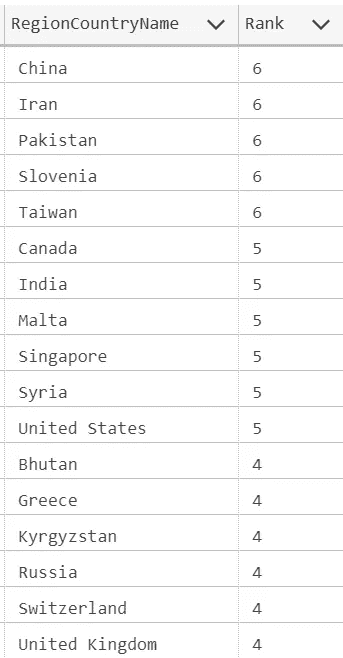 RegionCountryName Rank
China 6
Iran 6
Pakistan 6
Slovenia 6
Taiwan 6
Canada 5
India 5
Malta 5
Singapore 5
Syria 5
United States 5
Bhutan 4
Greece 4
Kyrgyzstan 4
Russia 4
Switzerland 4
United Kingdom 4